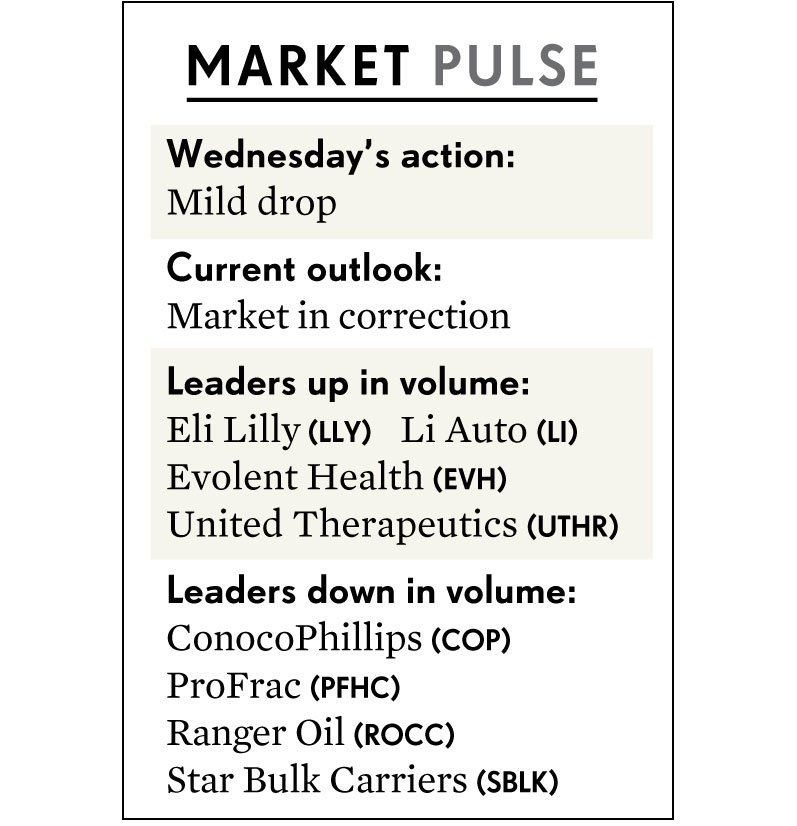 MARKET PULSE
Wednesday’s action:
Mild drop
Current outlook:
Market in correction
Leaders up in volume:
Eli Lilly (LLY) Li Auto (LI)
Evolent Health (EVH)
United Therapeutics (UTHR)
Leaders down in volume:
ConocoPhillips (COP)
ProFrac (PFHC)
Ranger Oil (ROCC)
Star Bulk Carriers (SBLK)